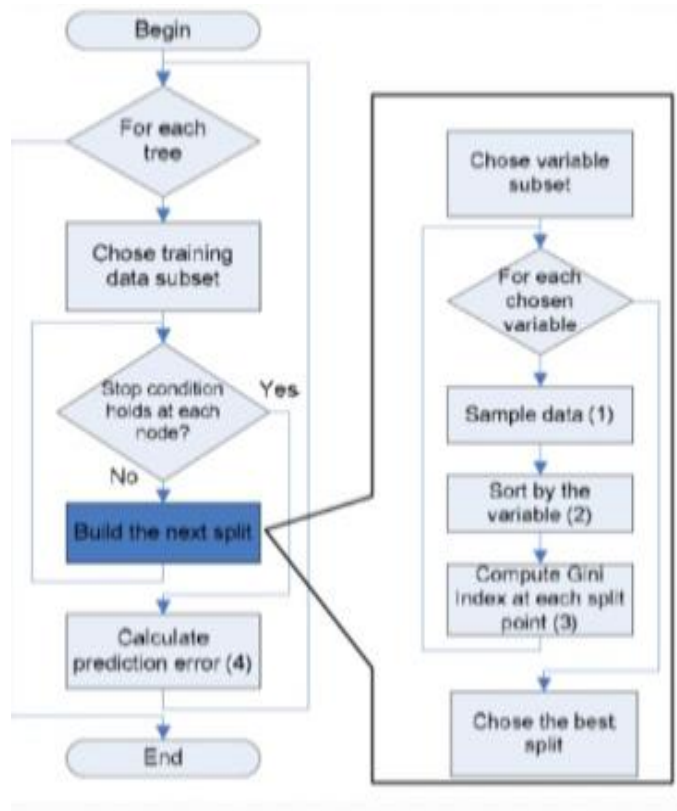 Begin
For each
tree
Chose training
data subset
Stop condition
holds at each
node?
Yes
No
Build the next split
Calculate
prediction error (4)
End
Chose variable
subset
For each
chosen
variable
Sample data (1)
Sort by the
variable (2)
Compute Gini
Index at each split
point (3)
Chose the best
split